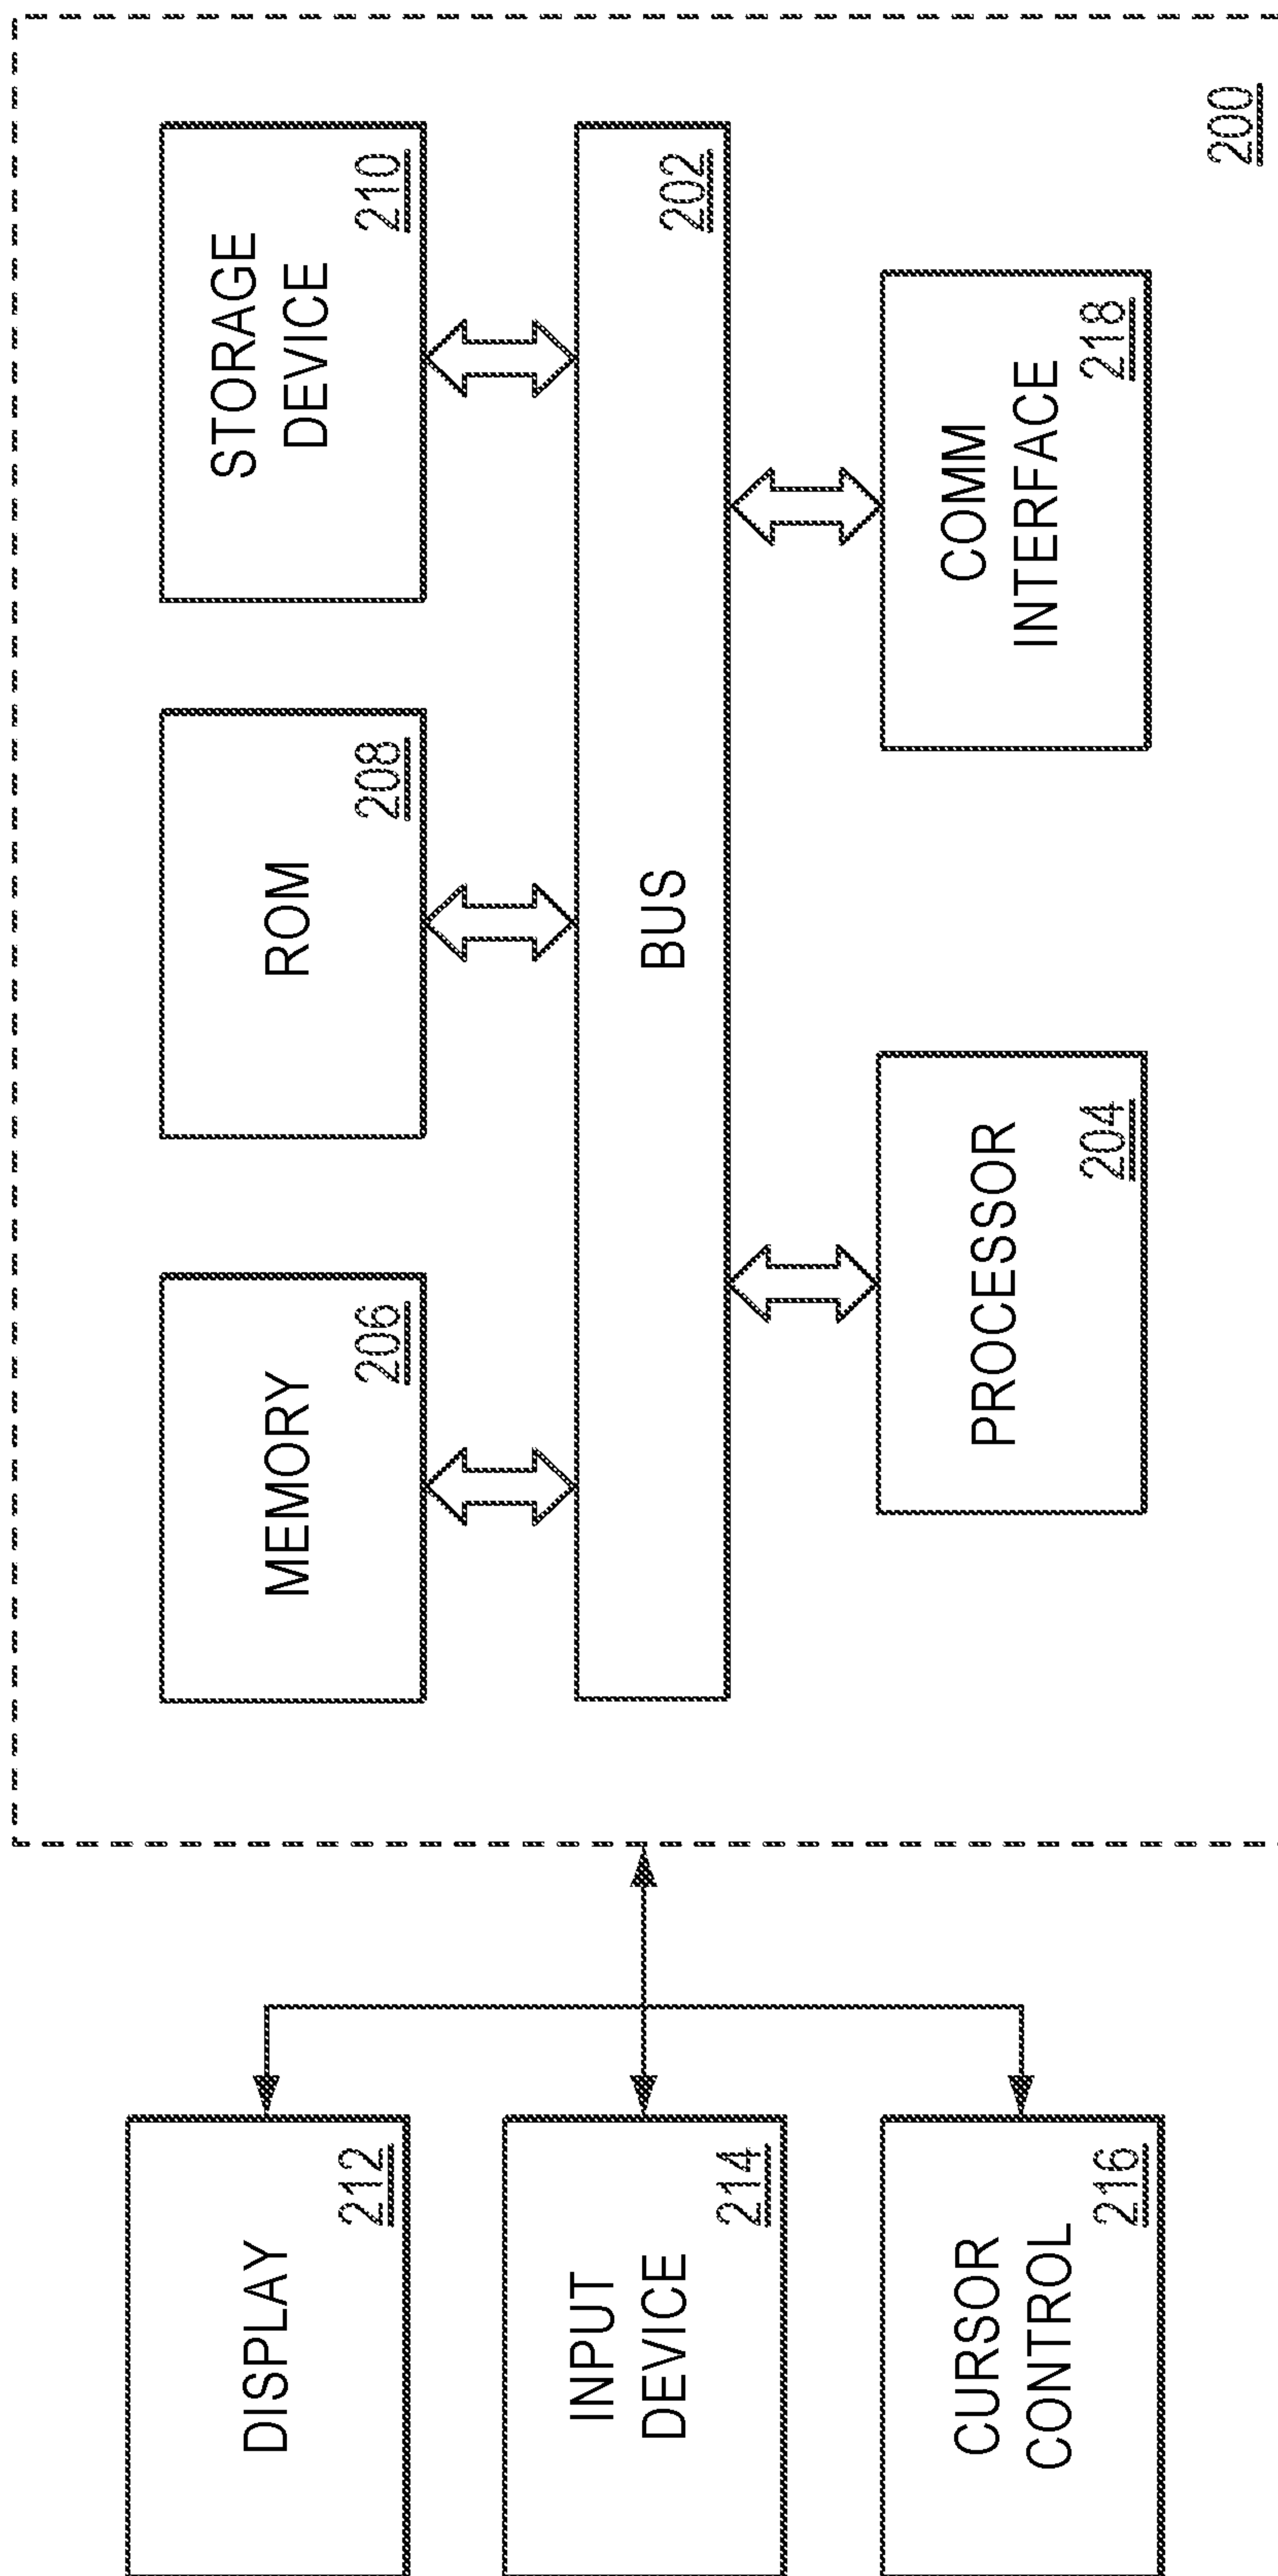 DISPLAY
212
INPUT
DEVICE
214
CURSOR
CONTROL
216
MEMORY
206
ROM
208
STORAGE
DEVICE
210
BUS
202
PROCESSOR
204
COMM
INTERFACE
218
200